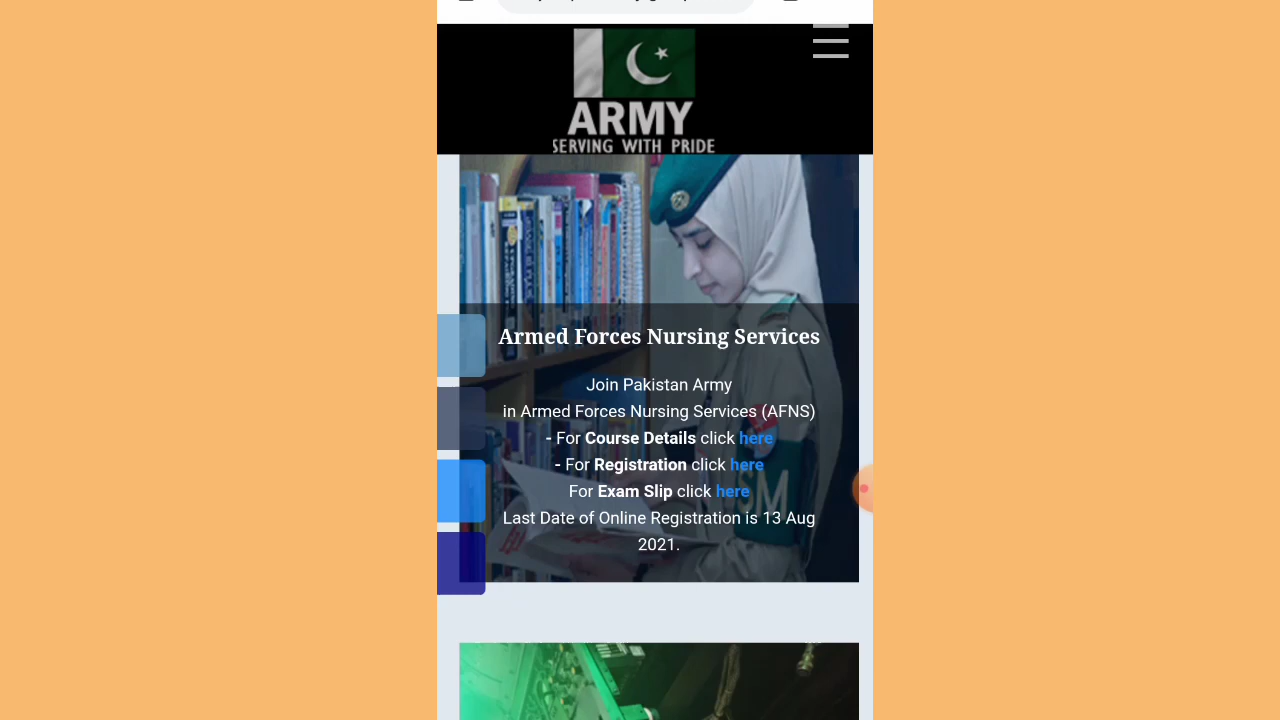 ARMY
SERVING WITH PRIDE
Armed Forces Nursing Services
Join Pakistan Army
in Armed Forces Nursing Services (AFNS)
- For Course Details click here
- For Registration click here
For Exam Slip click here
Last Date of Online Registration is 13 Aug
2021.